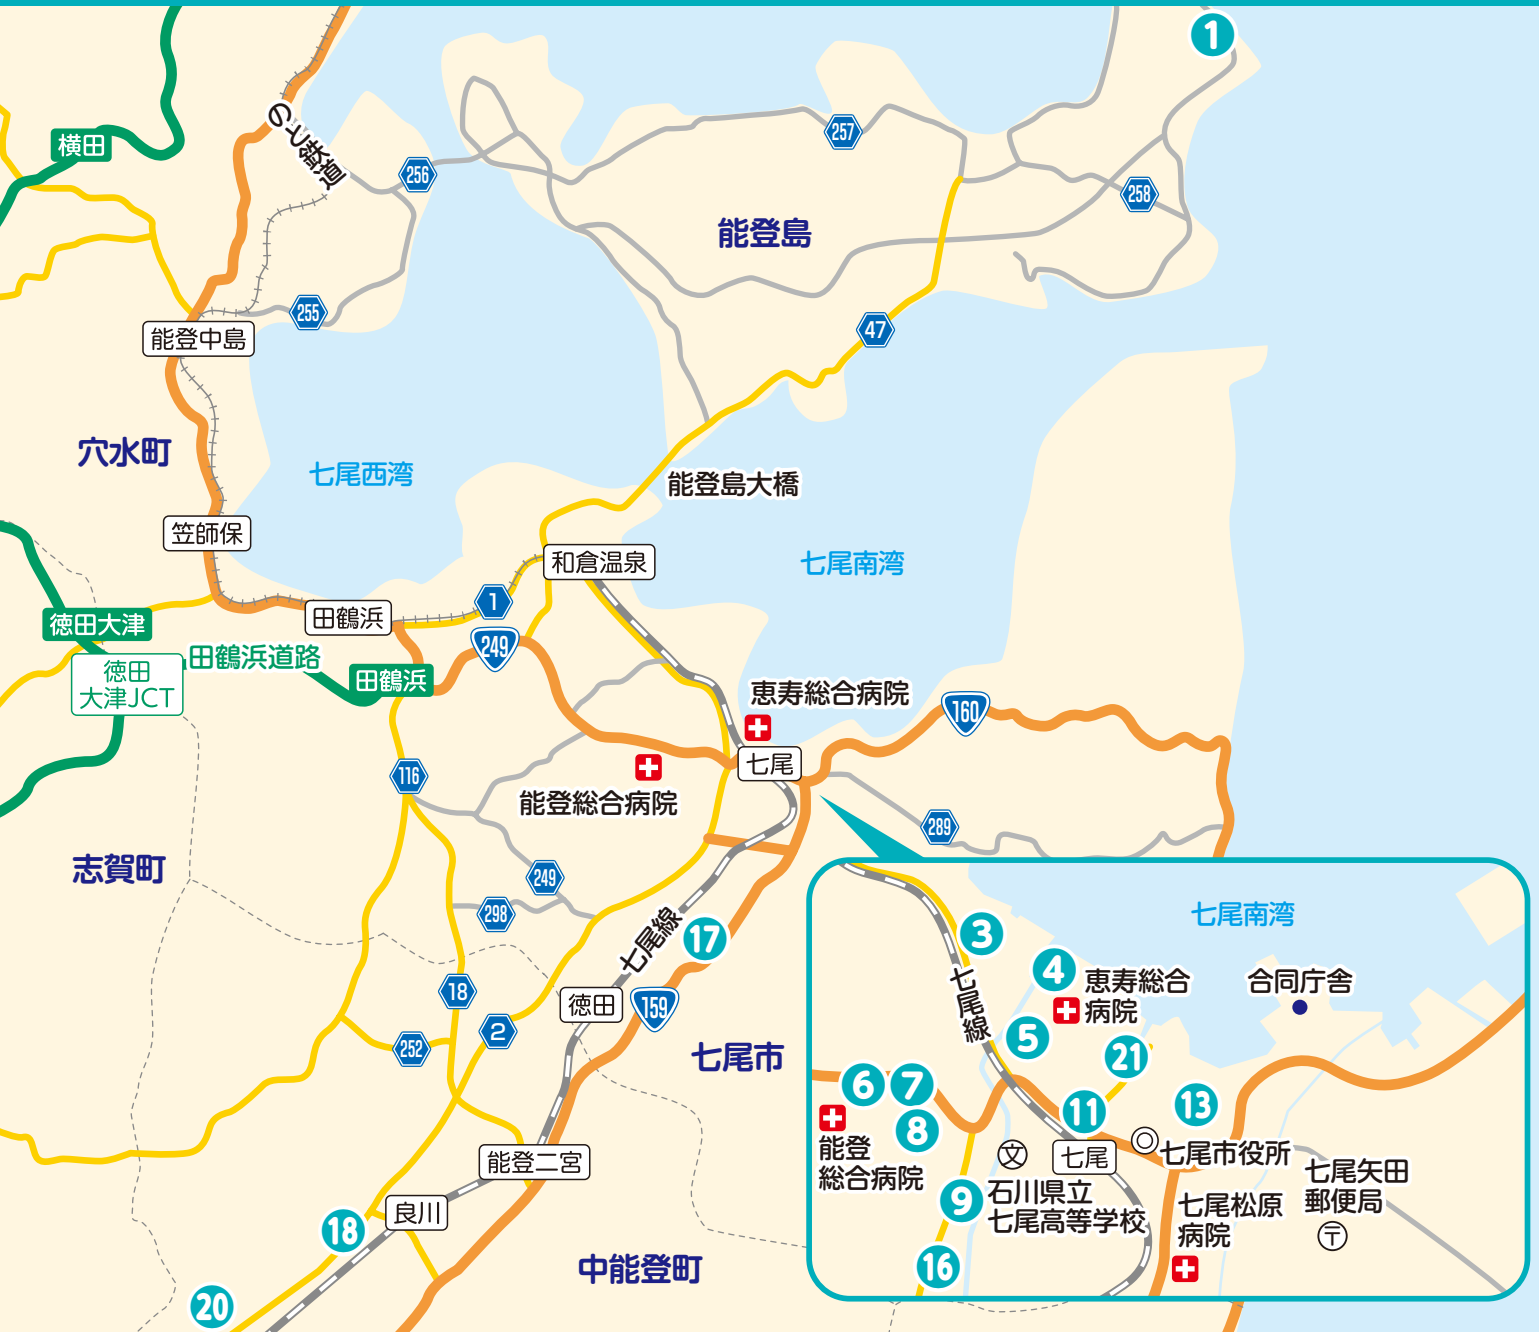 1
横田
のと鉄道
256
257
258
能登島
255
47
能登中島
穴水町
七尾西湾
能登島大橋
笠師保
和倉温泉
七尾南湾
1
田鶴浜
徳田大津
249
田鶴浜道路
徳田
大津JCT
田鶴浜
恵寿総合病院
160
七尾
116
能登総合病院
289
志賀町
249
298
七尾線
17
18
徳田
159
2
252
七尾市
能登二宮
良川
18
中能登町
20
七尾南湾
3
七尾線
4
恵寿総合
病院
合同庁舎
5
21
6
7
8
11
13
能登
総合病院
文
七尾
七尾市役所
9
石川県立
七尾高等学校
七尾矢田
郵便局
〒
七尾松原
病院
16